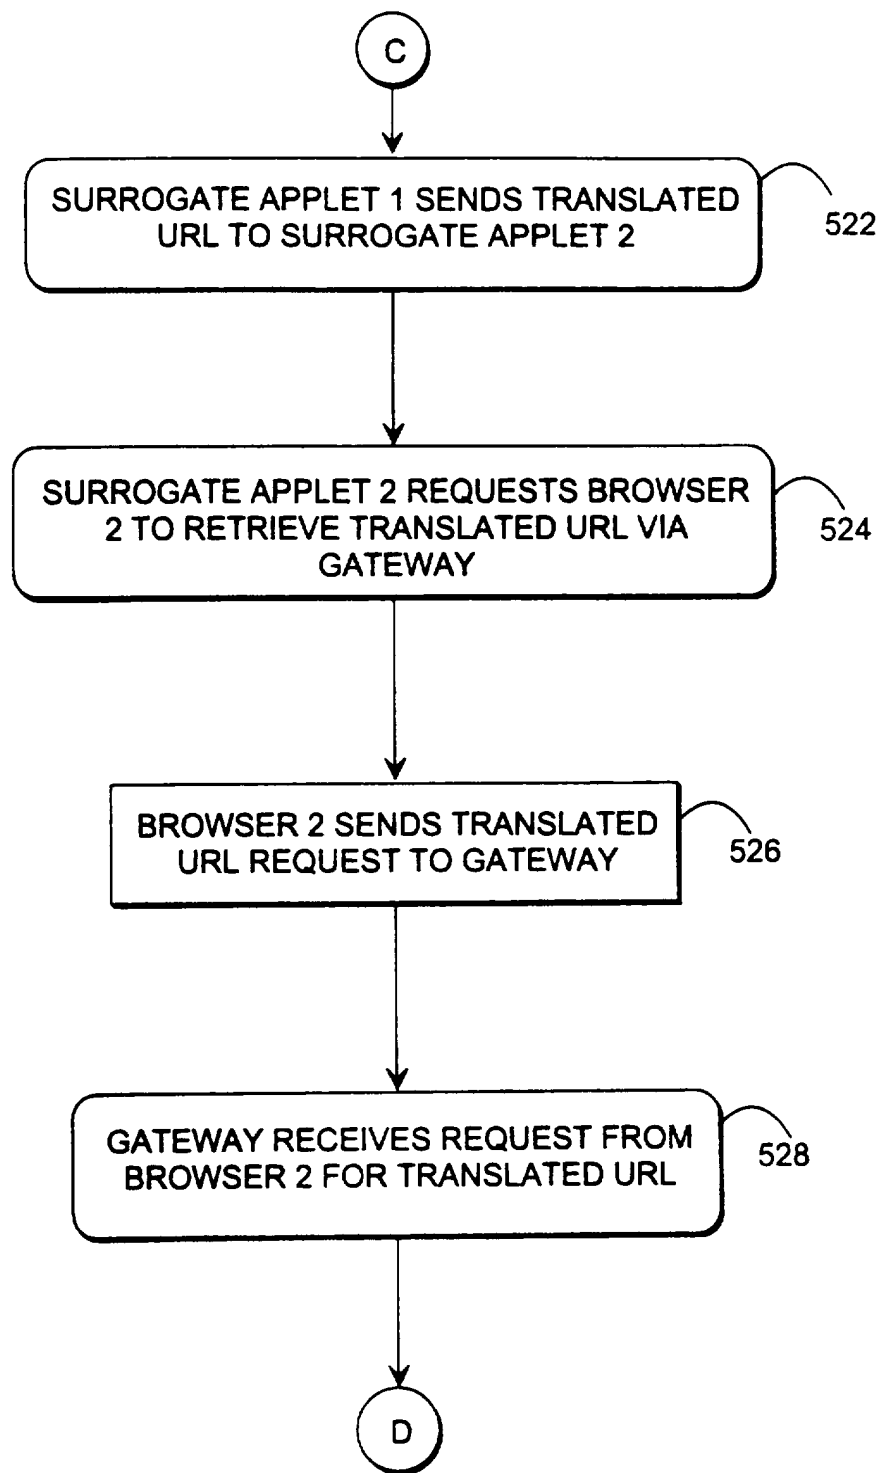 C
SURROGATE APPLET 1 SENDS TRANSLATED
URL TO SURROGATE APPLET 2
522
SURROGATE APPLET 2 REQUESTS BROWSER
2 TO RETRIEVE TRANSLATED URL VIA
GATEWAY
524
BROWSER 2 SENDS TRANSLATED
URL REQUEST TO GATEWAY
526
GATEWAY RECEIVES REQUEST FROM
BROWSER 2 FOR TRANSLATED URL
528
D